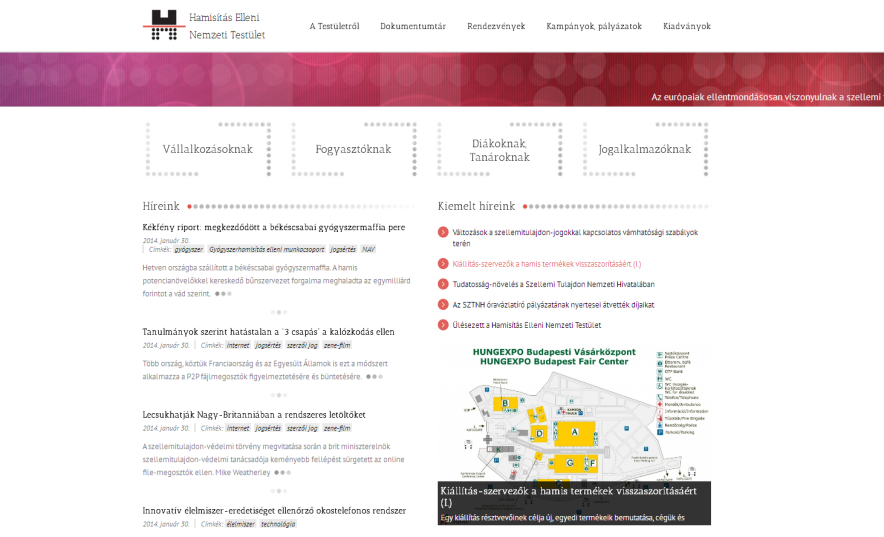 Hamisítás Elleni
Nemzeti Testület
A Testületről
Dokumentumtár
Rendezvények
Kampányok, pályázatok
Kiadványok
Az európaiak ellentmondásosan viszonyulnak a szellemi
Vállalkozásoknak
Fogyasztóknak
Diákoknak,
Tanároknak
Jogalkalmazóknak
Híreink
Kékfény riport: megkezdődött a békéscsabai gyógyszermaffia pere
2014. január 30.
Címkék: gyógyszer Gyógyszerhamisítás elleni munkacsoport jogsértés NAV
Hetven országba szállított a békéscsabai gyógyszermaffia. A hamis
potencianövelőkkel kereskedő bűnszervezet forgalma meghaladta az egymilliárd
forintot a vád szerint.
Tanulmányok szerint hatástalan a '3 csapás' a kalózkodás ellen
2014. január 30. Címkék: internet jogsértés szerzői jog zene-film
Több ország, köztük Franciaország és az Egyesült Államok is ezt a módszert
alkalmazza a P2P fájlmegosztók figyelmeztetésére és büntetésére.
Lecsukhatják Nagy-Britanniában a rendszeres letöltőket
2014. január 30. Címkék: internet jogsértés szerzői jog zene-film
A szellemitulajdon-védelmi törvény megvitatása során a brit miniszterelnök
szellemitulajdon-védelmi tanácsadója keményebb fellépést sürgetett az online
file-megosztók ellen. Mike Weatherley
Innovatív élelmiszer-eredetiséget ellenőrző okostelefonos rendszer
2014. január 30. Címkék: élelmiszer technológia
Kiemelt híreink
Változások a szellemitulajdon-jogokkal kapcsolatos vámhatósági szabályok
terén
Kiállítás-szervezők a hamis termékek visszaszorításáért (I.)
Tudatosság-növelés a Szellemi Tulajdon Nemzeti Hivatalában
Az SZTNH óravázlatíró pályázatának nyertesei átvették díjaikat
Ülésezett a Hamisítás Elleni Nemzeti Testület
HUNGEXPO Budapesti Vásárközpont
HUNGEXPO Budapest Fair Center
B
D
A
G
F
K
Kiállítás-szervezők a hamis termékek visszaszorításáért
(I.)
Egy kiállítás résztvevőinek célja új, egyedi termékeik bemutatása, cégük és